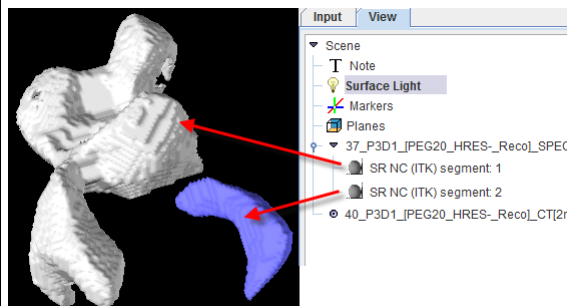 Input View
Scene
Note
Surface Light
Markers
Planes
37_P3D1_[PEG20_HRES-_Reco]_SPEC
SR NC (ITK) segment: 1
SR NC (ITK) segment: 2
40_P3D1_[PEG20_HRES-_Reco]_CT[2r